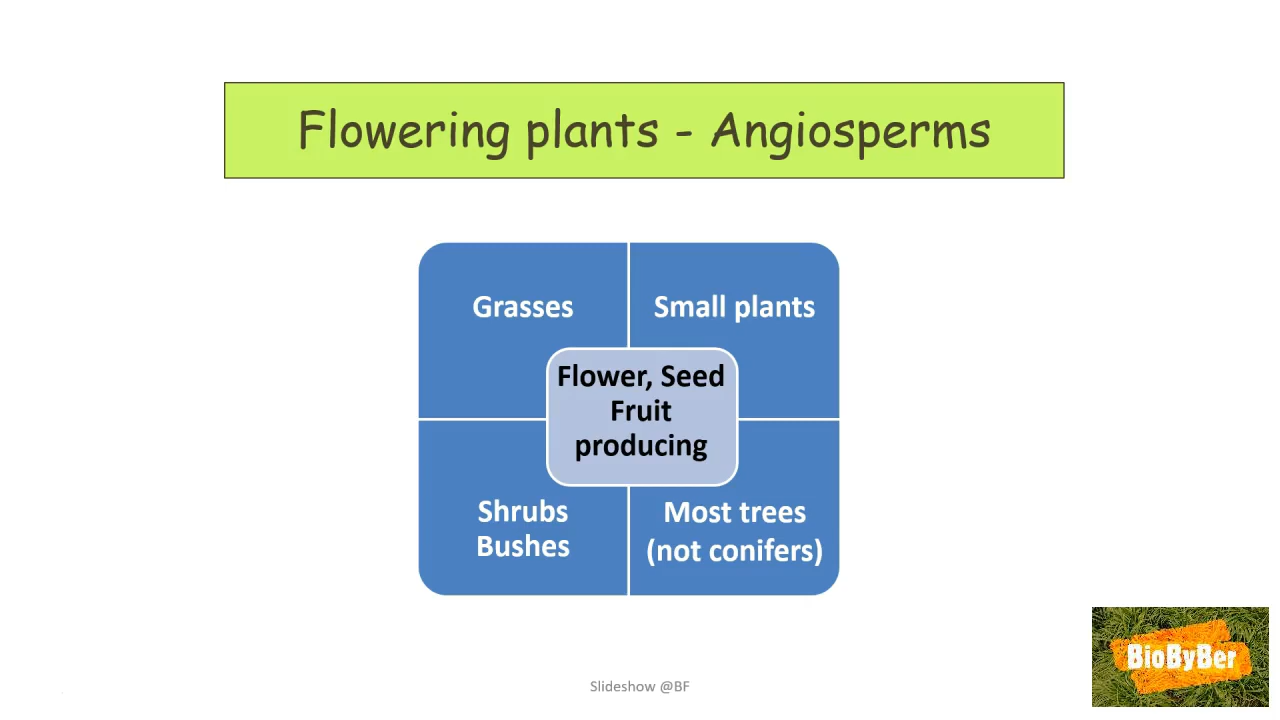 Flowering plants - Angiosperms
Grasses
Small plants
Flower, Seed
Fruit
producing
Shrubs
Bushes
Most trees
(not conifers)
BioByBer
Slideshow @BF